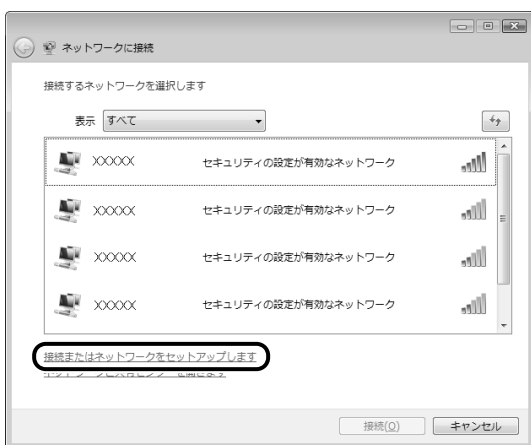 ネットワークに接続
接続するネットワークを選択します
表示 すべて
XXXXX セキュリティの設定が有効なネットワーク
XXXXX セキュリティの設定が有効なネットワーク
XXXXX セキュリティの設定が有効なネットワーク
XXXXX セキュリティの設定が有効なネットワーク
接続またはネットワークをセットアップします
接続(O) キャンセル